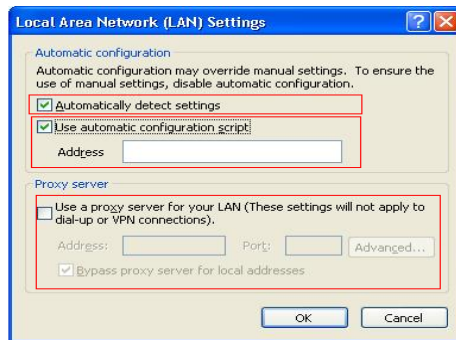 Local Area Network (LAN) Settings
Automatic configuration
Automatic configuration may override manual settings. To ensure the
use of manual settings, disable automatic configuration.
Automatically detect settings
Use automatic configuration script
Address
Proxy server
Use a proxy server for your LAN (These settings will not apply to
dial-up or VPN connections).
Address: Port: Advanced...
Bypass proxy server for local addresses
OK Cancel